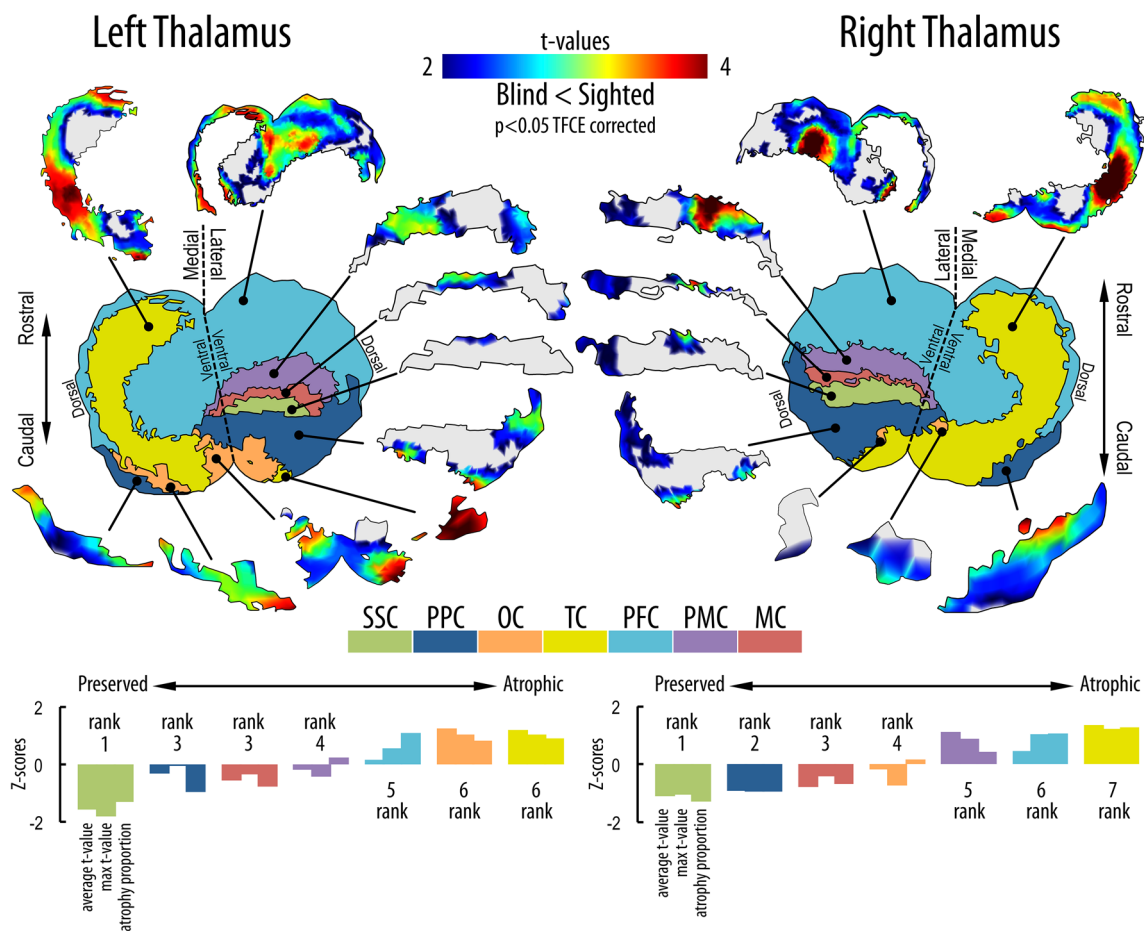 Left Thalamus
Right Thalamus
t-values
2
4
Blind < Sighted
p<0.05 TFCE corrected
Medial
Lateral
Ventral
Ventral
Dorsal
Dorsal
Rostral
Caudal
Lateral
Medial
Ventral
Ventral
Dorsal
Dorsal
Rostral
Caudal
SSC PPC OC TC PFC PMC MC
Preserved
Atrophic
Z-scores
2
0
-2
rank
1
rank
3
rank
3
rank
4
5
rank
6
rank
6
rank
average t-value
max t-value
atrophy proportion
Preserved
Atrophic
Z-scores
2
0
-2
rank
1
rank
2
rank
3
rank
4
5
rank
6
rank
7
rank
average t-value
max t-value
atrophy proportion